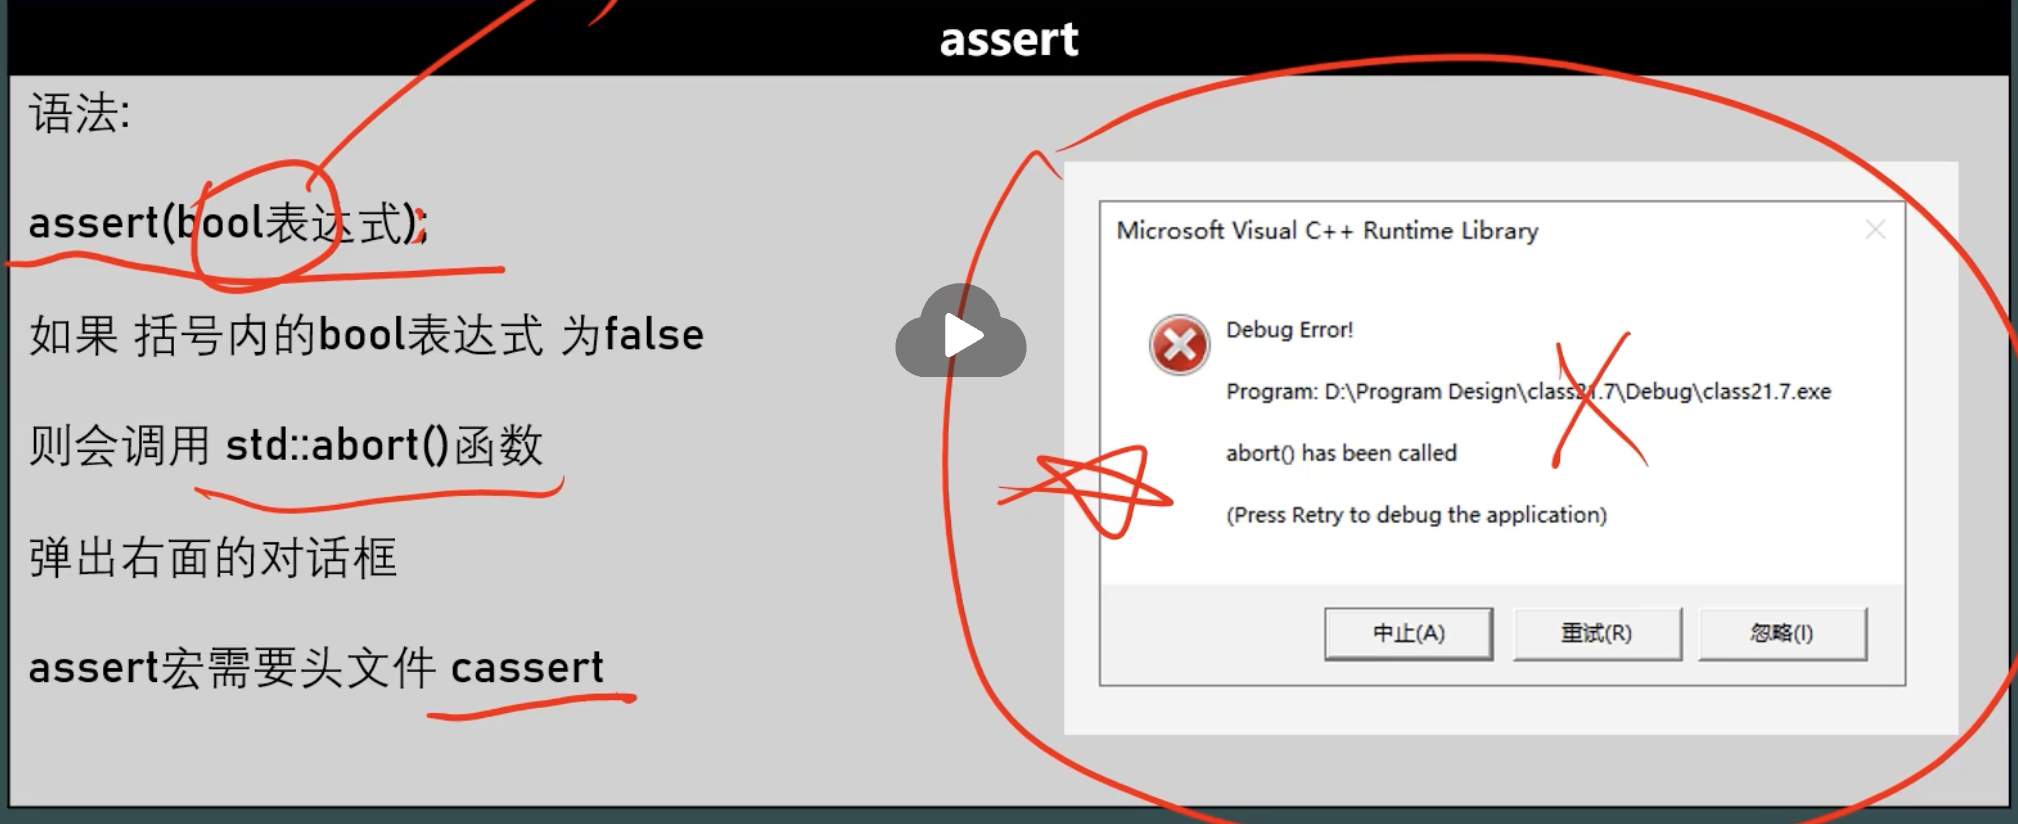 assert
语法:
assert(bool表达式);
如果 括号内的bool表达式 为false
则会调用 std::abort()函数
弹出右面的对话框
assert宏需要头文件 cassert
Microsoft Visual C++ Runtime Library
Debug Error!
Program: D:\Program Design\class21.7\Debug\class21.7.exe
abort() has been called
(Press Retry to debug the application)
中止(A) 重试(R) 忽略(I)